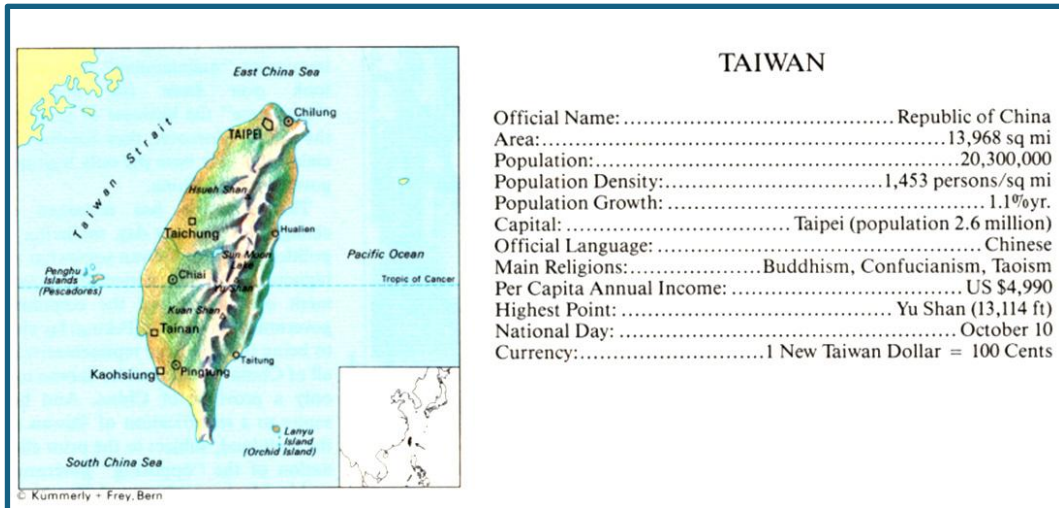 East China Sea
Chilung
TAIPEI
Taiwan Strait
Hsueh Shan
Taichung
Hualien
Sun Moon
Lake
Pacific Ocean
Penghu
Islands
(Pescadores)
Chiai
Yu Shan
Tropic of Cancer
Kuan Shan
Tainan
Taitung
Kaohsiung
Pingtung
Lanyu
Island
(Orchid Island)
South China Sea
© Kummerly + Frey, Bern
TAIWAN
Official Name: ..................................... Republic of China
Area:.......................................................13,968 sq mi
Population:.................................................20,300,000
Population Density:..............................1,453 persons/sq mi
Population Growth: ........................................1.1%yr.
Capital: ............................... Taipei (population 2.6 million)
Official Language: ............................................. Chinese
Main Religions:..................Buddhism, Confucianism, Taoism
Per Capita Annual Income: ................................US $4,990
Highest Point: .....................................Yu Shan (13,114 ft)
National Day: ............................................ October 10
Currency:.........................1 New Taiwan Dollar = 100 Cents